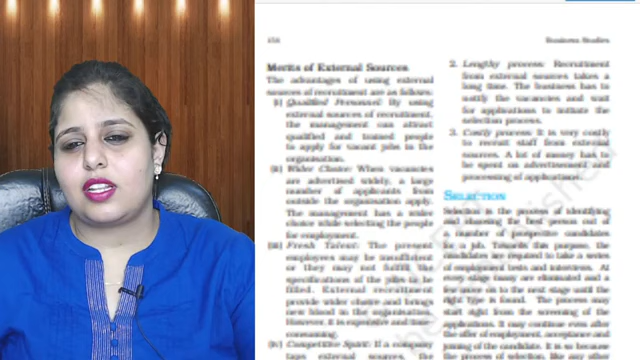 154
Business Studies
Merits of External Sources
The advantages of using external
sources of recruitment are as follows:
(i) Qualified Personnel: By using
external sources of recruitment,
the management can attract
qualified and trained people
to apply for vacant jobs in the
organisation.
(ii) Wider Choice: When vacancies
are advertised widely, a large
number of applicants from
outside the organisation apply.
The management has a wider
choice while selecting the people
for employment.
(iii) Fresh Talent: The present
employees may be insufficient
or they may not fulfill the
specifications of the jobs to be
filled. External recruitment
provide wider choice and brings
new blood in the organisation.
However, it is expensive and time
consuming.
(iv) Competitive Spirit: If a company
taps external sources, the
2. Lengthy process: Recruitment
from external sources takes a
long time. The business has to
notify the vacancies and wait
for applications to initiate the
selection process.
3. Costly process: It is very costly
to recruit staff from external
sources. A lot of money has to
be spent on advertisement and
processing of applications.
SELECTION
Selection is the process of identifying
and choosing the best person out of
a number of prospective candidates
for a job. Towards this purpose, the
candidates are required to take a series
of employment tests and interviews. At
every stage many are eliminated and a
few move on to the next stage until the
right type is found. The process may
start right from the screening of the
applications. It may continue even after
the offer of employment, acceptance and
joining of the candidate. It is so because
the process of selection, like any other